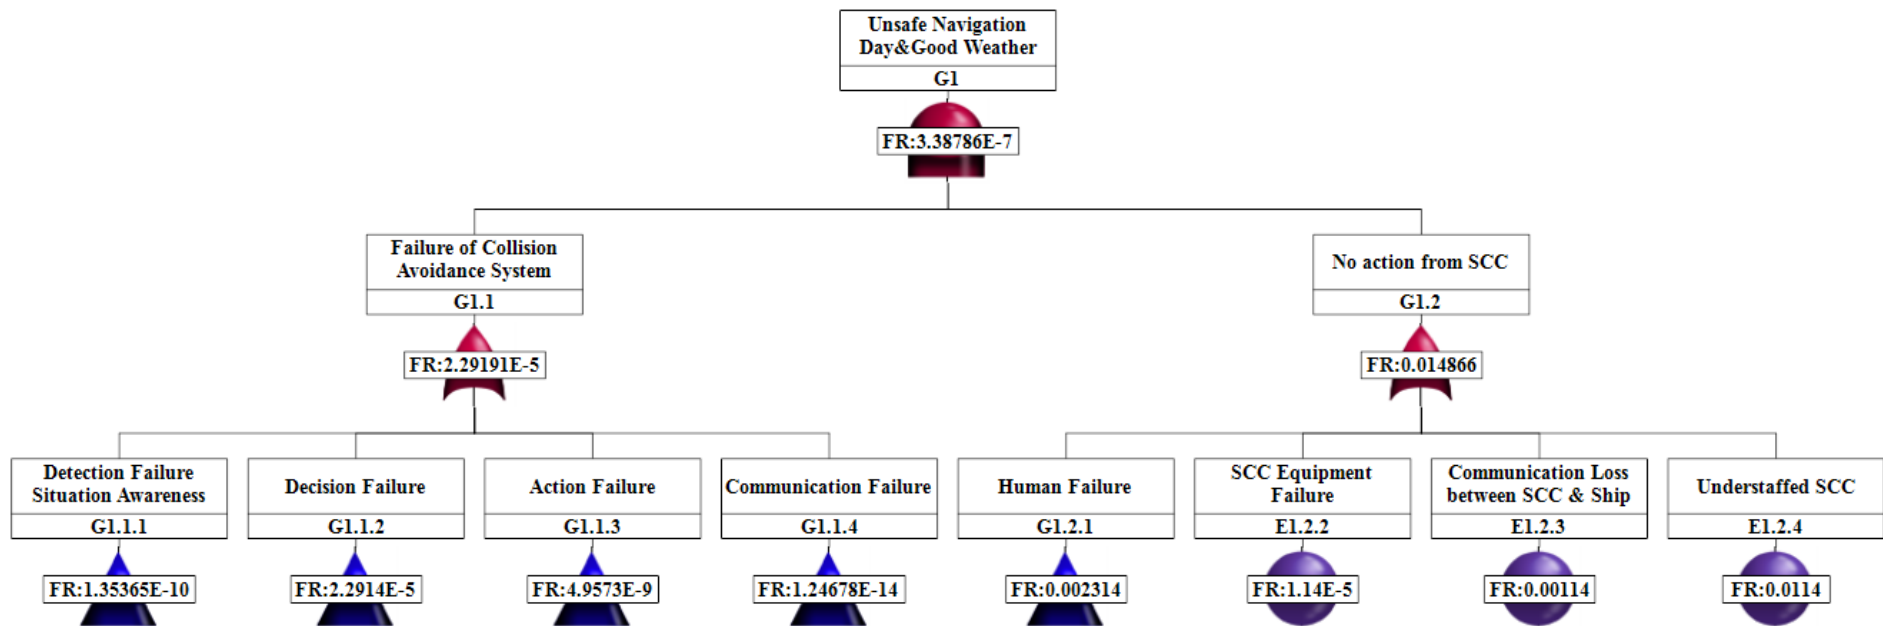 Unsafe Navigation
Day&Good Weather
G1
FR:3.38786E-7
Failure of Collision
Avoidance System
G1.1
FR:2.29191E-5
No action from SCC
G1.2
FR:0.014866
Detection Failure
Situation Awareness
G1.1.1
FR:1.35365E-10
Decision Failure
G1.1.2
FR:2.2914E-5
Action Failure
G1.1.3
FR:4.9573E-9
Communication Failure
G1.1.4
FR:1.24678E-14
Human Failure
G1.2.1
FR:0.002314
SCC Equipment
Failure
E1.2.2
FR:1.14E-5
Communication Loss
between SCC & Ship
E1.2.3
FR:0.00114
Understaffed SCC
E1.2.4
FR:0.0114